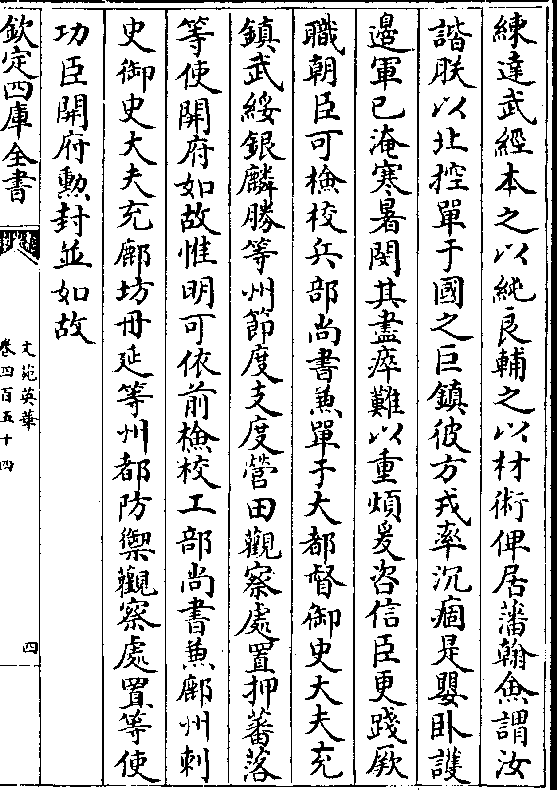 練達武經本之以純良輔之以材術俾居藩翰僉謂汝
諧朕以北控單于國之巨鎮彼方戎率沉痼是嬰卧護
邊軍已淹寒暑閔其盡瘁難以重煩爰咨信臣更踐厥
職朝臣可檢校兵部尚書兼單于大都督御史大夫充
鎮武綏銀麟勝等州節度支度營田觀察處置押蕃落
等使開府如故惟明可依前檢校工部尚書兼鄜州刺
史御史大夫充鄜坊丹延等州都防禦觀察處置等使
功臣開府勲封並如故
欽定四庫全書
文苑英華
卷四百五十四
四